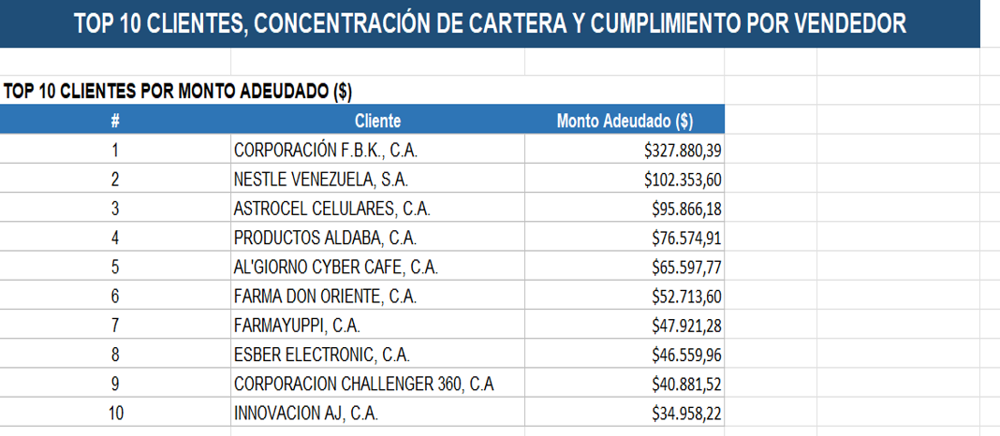 TOP 10 CLIENTES, CONCENTRACIÓN DE CARTERA Y CUMPLIMIENTO POR VENDEDOR
TOP 10 CLIENTES POR MONTO ADEUDADO ($)
# Cliente Monto Adeudado ($)
1 CORPORACIÓN F.B.K., C.A. $327.880,39
2 NESTLE VENEZUELA, S.A. $102.353,60
3 ASTROCEL CELULARES, C.A. $95.866,18
4 PRODUCTOS ALDABA, C.A. $76.574,91
5 AL'GIORNO CYBER CAFE, C.A. $65.597,77
6 FARMA DON ORIENTE, C.A. $52.713,60
7 FARMAYUPPI, C.A. $47.921,28
8 ESBER ELECTRONIC, C.A. $46.559,96
9 CORPORACION CHALLENGER 360, C.A $40.881,52
10 INNOVACION AJ, C.A. $34.958,22